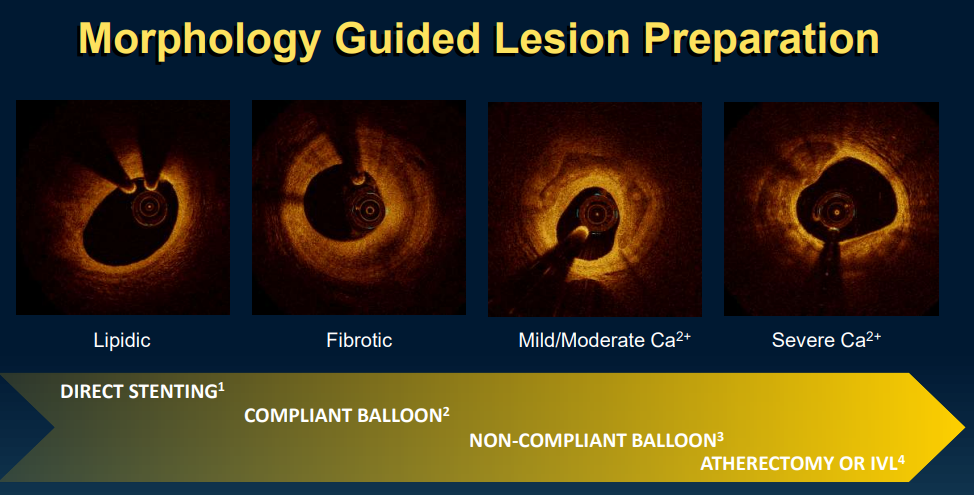 Morphology Guided Lesion Preparation
Lipidic
Fibrotic
Mild/Moderate Ca²⁺
Severe Ca²⁺
DIRECT STENTING¹
COMPLIANT BALLOON²
NON-COMPLIANT BALLOON³
ATHERECTOMY OR IVL⁴